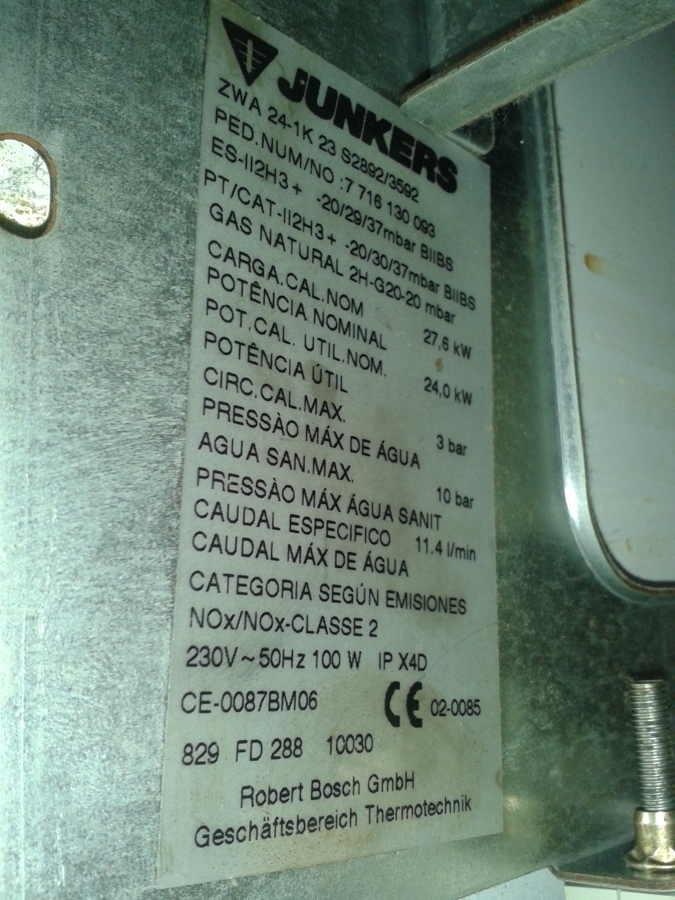 JUNKERS
ZWA 24-1K 23 S2892/3592
PED.NUM/NO :7 716 130 093
ES-II2H3+ -20/29/37mbar BIIBS
PT/CAT-II2H3+ -20/30/37mbar BIIBS
GAS NATURAL 2H-G20-20 mbar
CARGA.CAL.NOM
POTÊNCIA NOMINAL 27,6 kW
POT.CAL. UTIL.NOM.
POTÊNCIA ÚTIL 24,0 kW
CIRC.CAL.MAX.
PRESSÀO MÁX DE ÁGUA 3 bar
AGUA SAN.MAX.
PRESSÀO MÁX ÁGUA SANIT 10 bar
CAUDAL ESPECIFICO
CAUDAL MÁX DE ÁGUA 11.4 l/min
CATEGORIA SEGÚN EMISIONES
NOx/NOx-CLASSE 2
230V~50Hz 100 W IP X4D
CE-0087BM06 CE 02-0085
829 FD 288 10030
Robert Bosch GmbH
Geschäftsbereich Thermotechnik